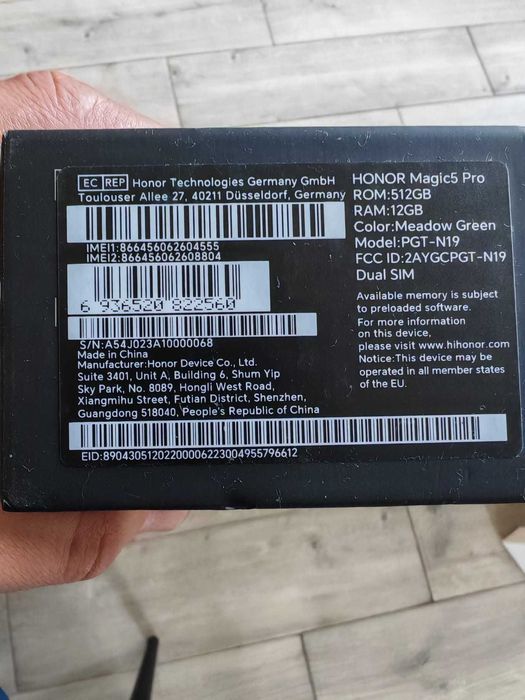 EC REP Honor Technologies Germany GmbH
Toulouser Allee 27, 40211 Düsseldorf, Germany
IMEI1:866456062604555
IMEI2:866456062608804
6 936520 822560
S/N:A54J023A10000068
Made in China
Manufacturer:Honor Device Co., Ltd.
Suite 3401, Unit A, Building 6, Shum Yip
Sky Park, No. 8089, Hongli West Road,
Xiangmihu Street, Futian District, Shenzhen,
Guangdong 518040, People's Republic of China
EID:89043051202200006223004955796612
HONOR Magic5 Pro
ROM:512GB
RAM:12GB
Color:Meadow Green
Model:PGT-N19
FCC ID:2AYGCPGT-N19
Dual SIM
Available memory is subject
to preloaded software.
For more information
on this device,
please visit www.hihonor.com
Notice:This device may be
operated in all member states
of the EU.